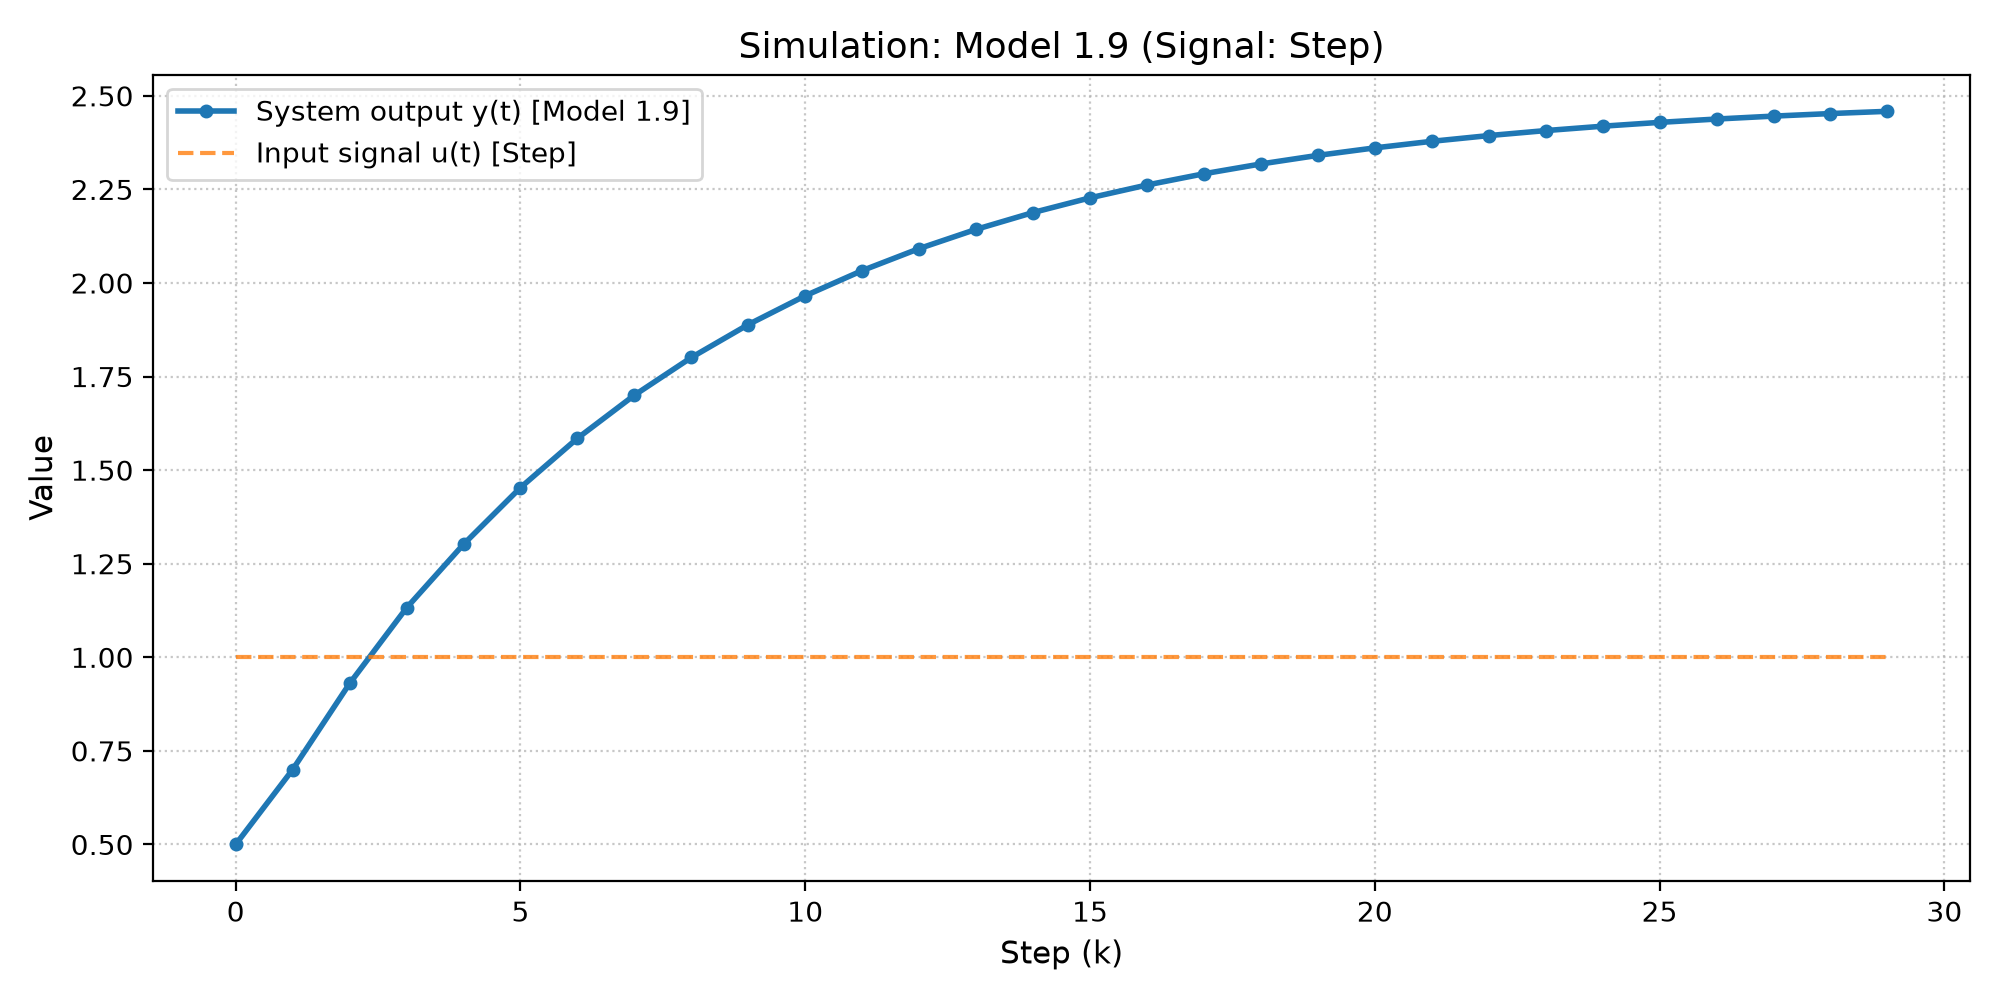 Simulation: Model 1.9 (Signal: Step)
System output y(t) [Model 1.9]
Input signal u(t) [Step]
Value
2.50
2.25
2.00
1.75
1.50
1.25
1.00
0.75
0.50
0 5 10 15 20 25 30
Step (k)